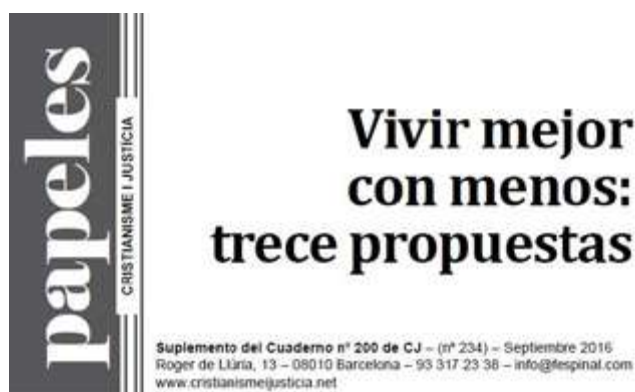 papeles
CRISTIANISME I JUSTÍCIA
Vivir mejor
con menos:
trece propuestas
Suplemento del Cuaderno nº 200 de CJ – (nº 234) – Septiembre 2016
Roger de Llúria, 13 – 08010 Barcelona – 93 317 23 38 – info@fespinal.com
www.cristianismeijusticia.net